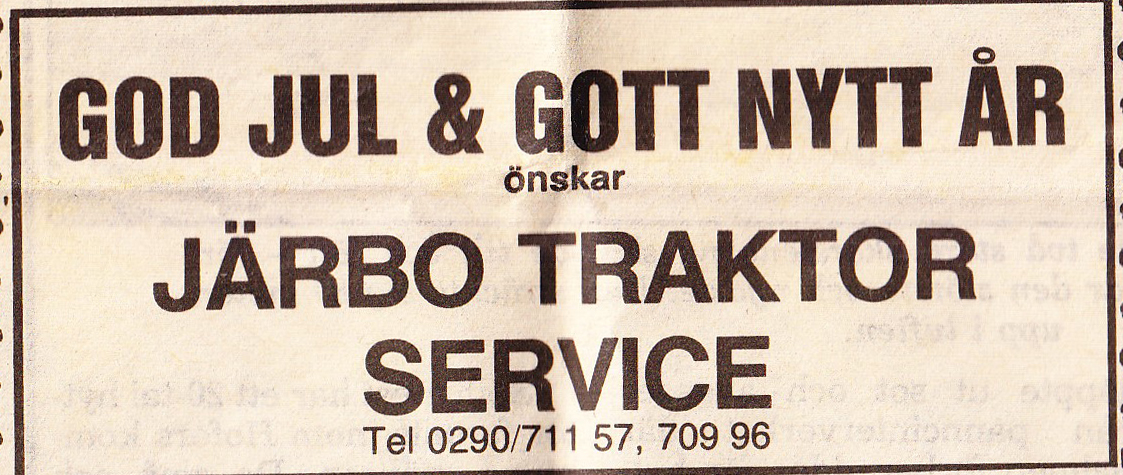 GOD JUL & GOTT NYTT ÅR
önskar
JÄRBO TRAKTOR
SERVICE
Tel 0290/711 57, 709 96